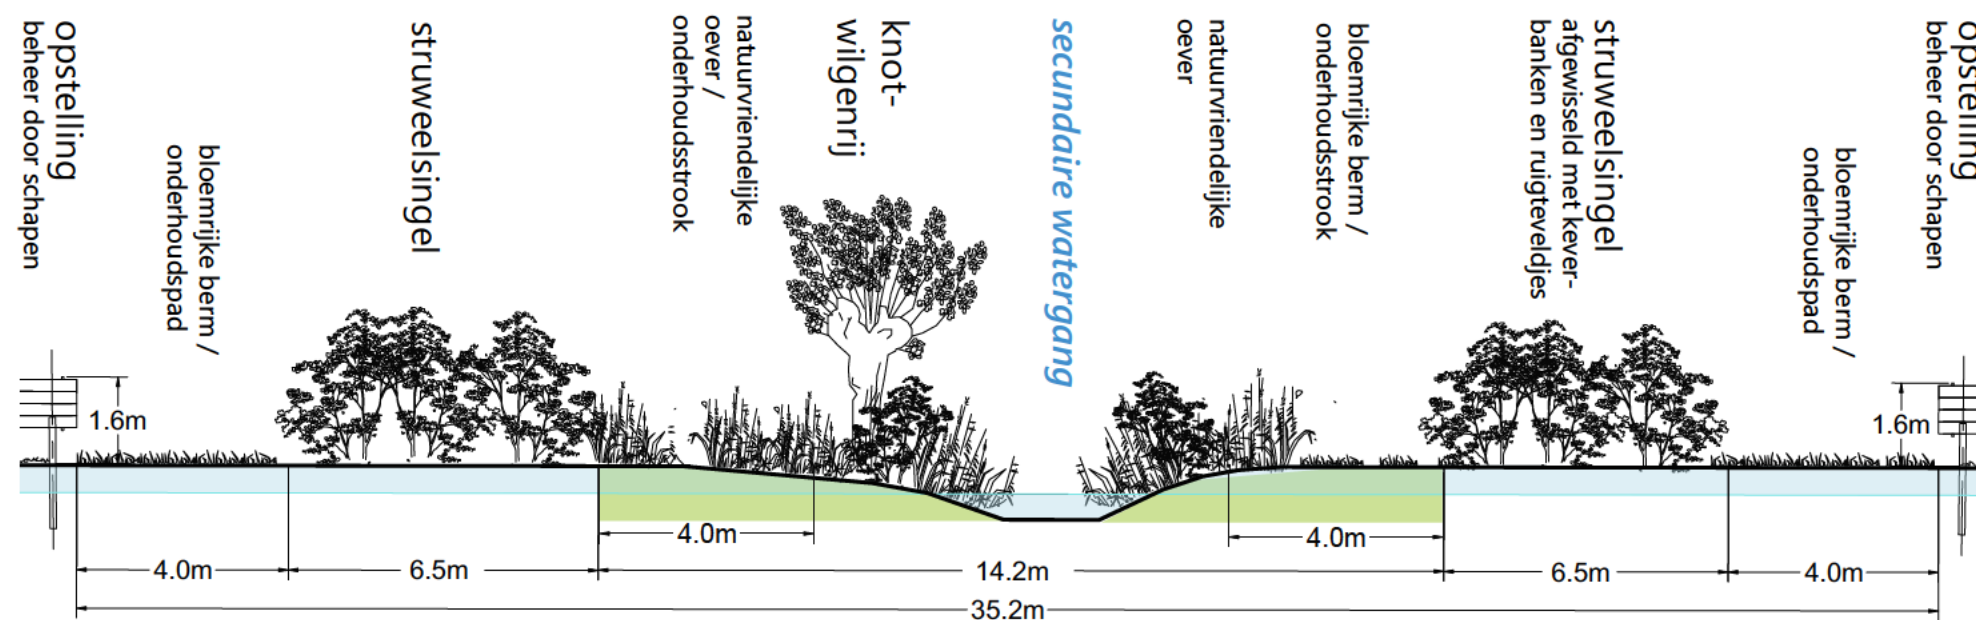 opstelling
beheer door schapen
bloemrijke berm /
onderhoudspad
struweelsingel
natuurvriendelijke
oever /
onderhoudsstrook
knot-
wilgenrij
secundaire watergang
natuurvriendelijke
oever
bloemrijke berm /
onderhoudsstrook
struweelsingel
afgewisseld met kever-
banken en ruigteveldjes
bloemrijke berm /
onderhoudspad
opstelling
beheer door schapen
1.6m
1.6m
4.0m
4.0m
4.0m
6.5m
14.2m
6.5m
4.0m
35.2m